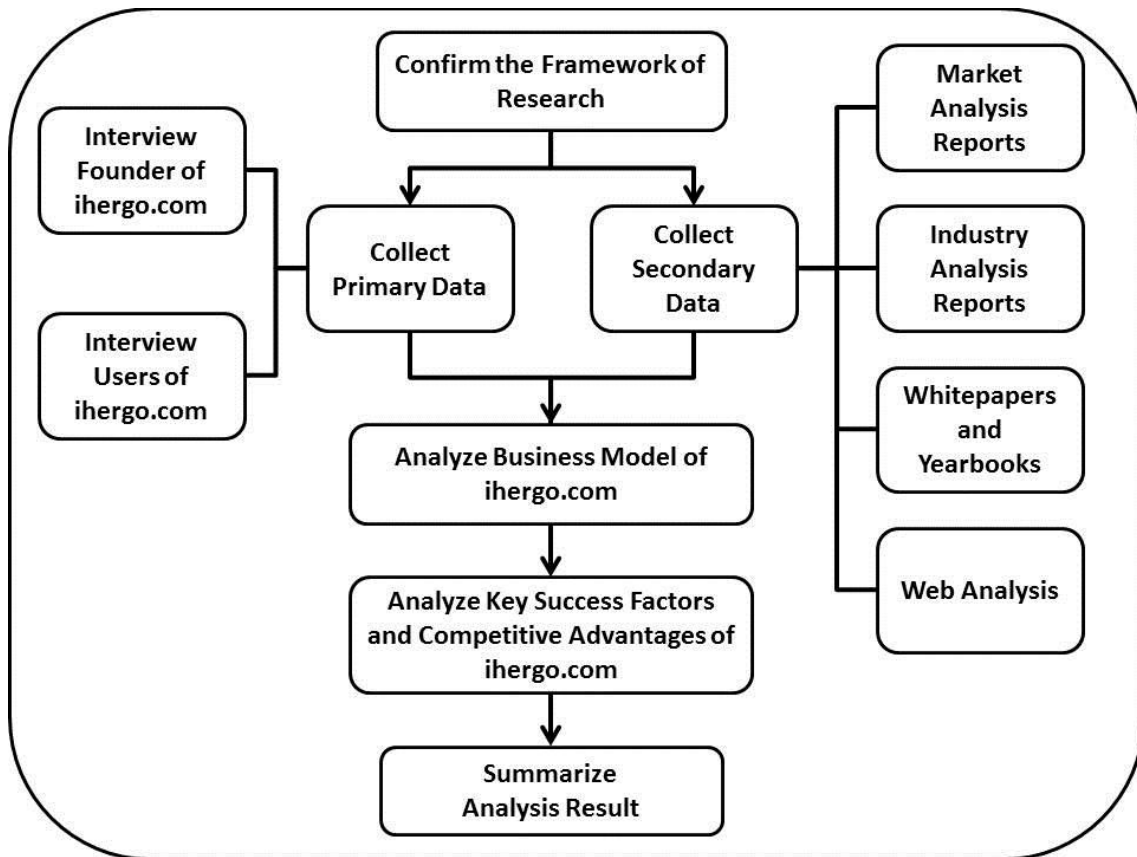 Confirm the Framework of
Research
Interview
Founder of
ihergo.com
Interview
Users of
ihergo.com
Collect
Primary Data
Collect
Secondary
Data
Market
Analysis
Reports
Industry
Analysis
Reports
Whitepapers
and
Yearbooks
Web Analysis
Analyze Business Model of
ihergo.com
Analyze Key Success Factors
and Competitive Advantages of
ihergo.com
Summarize
Analysis Result